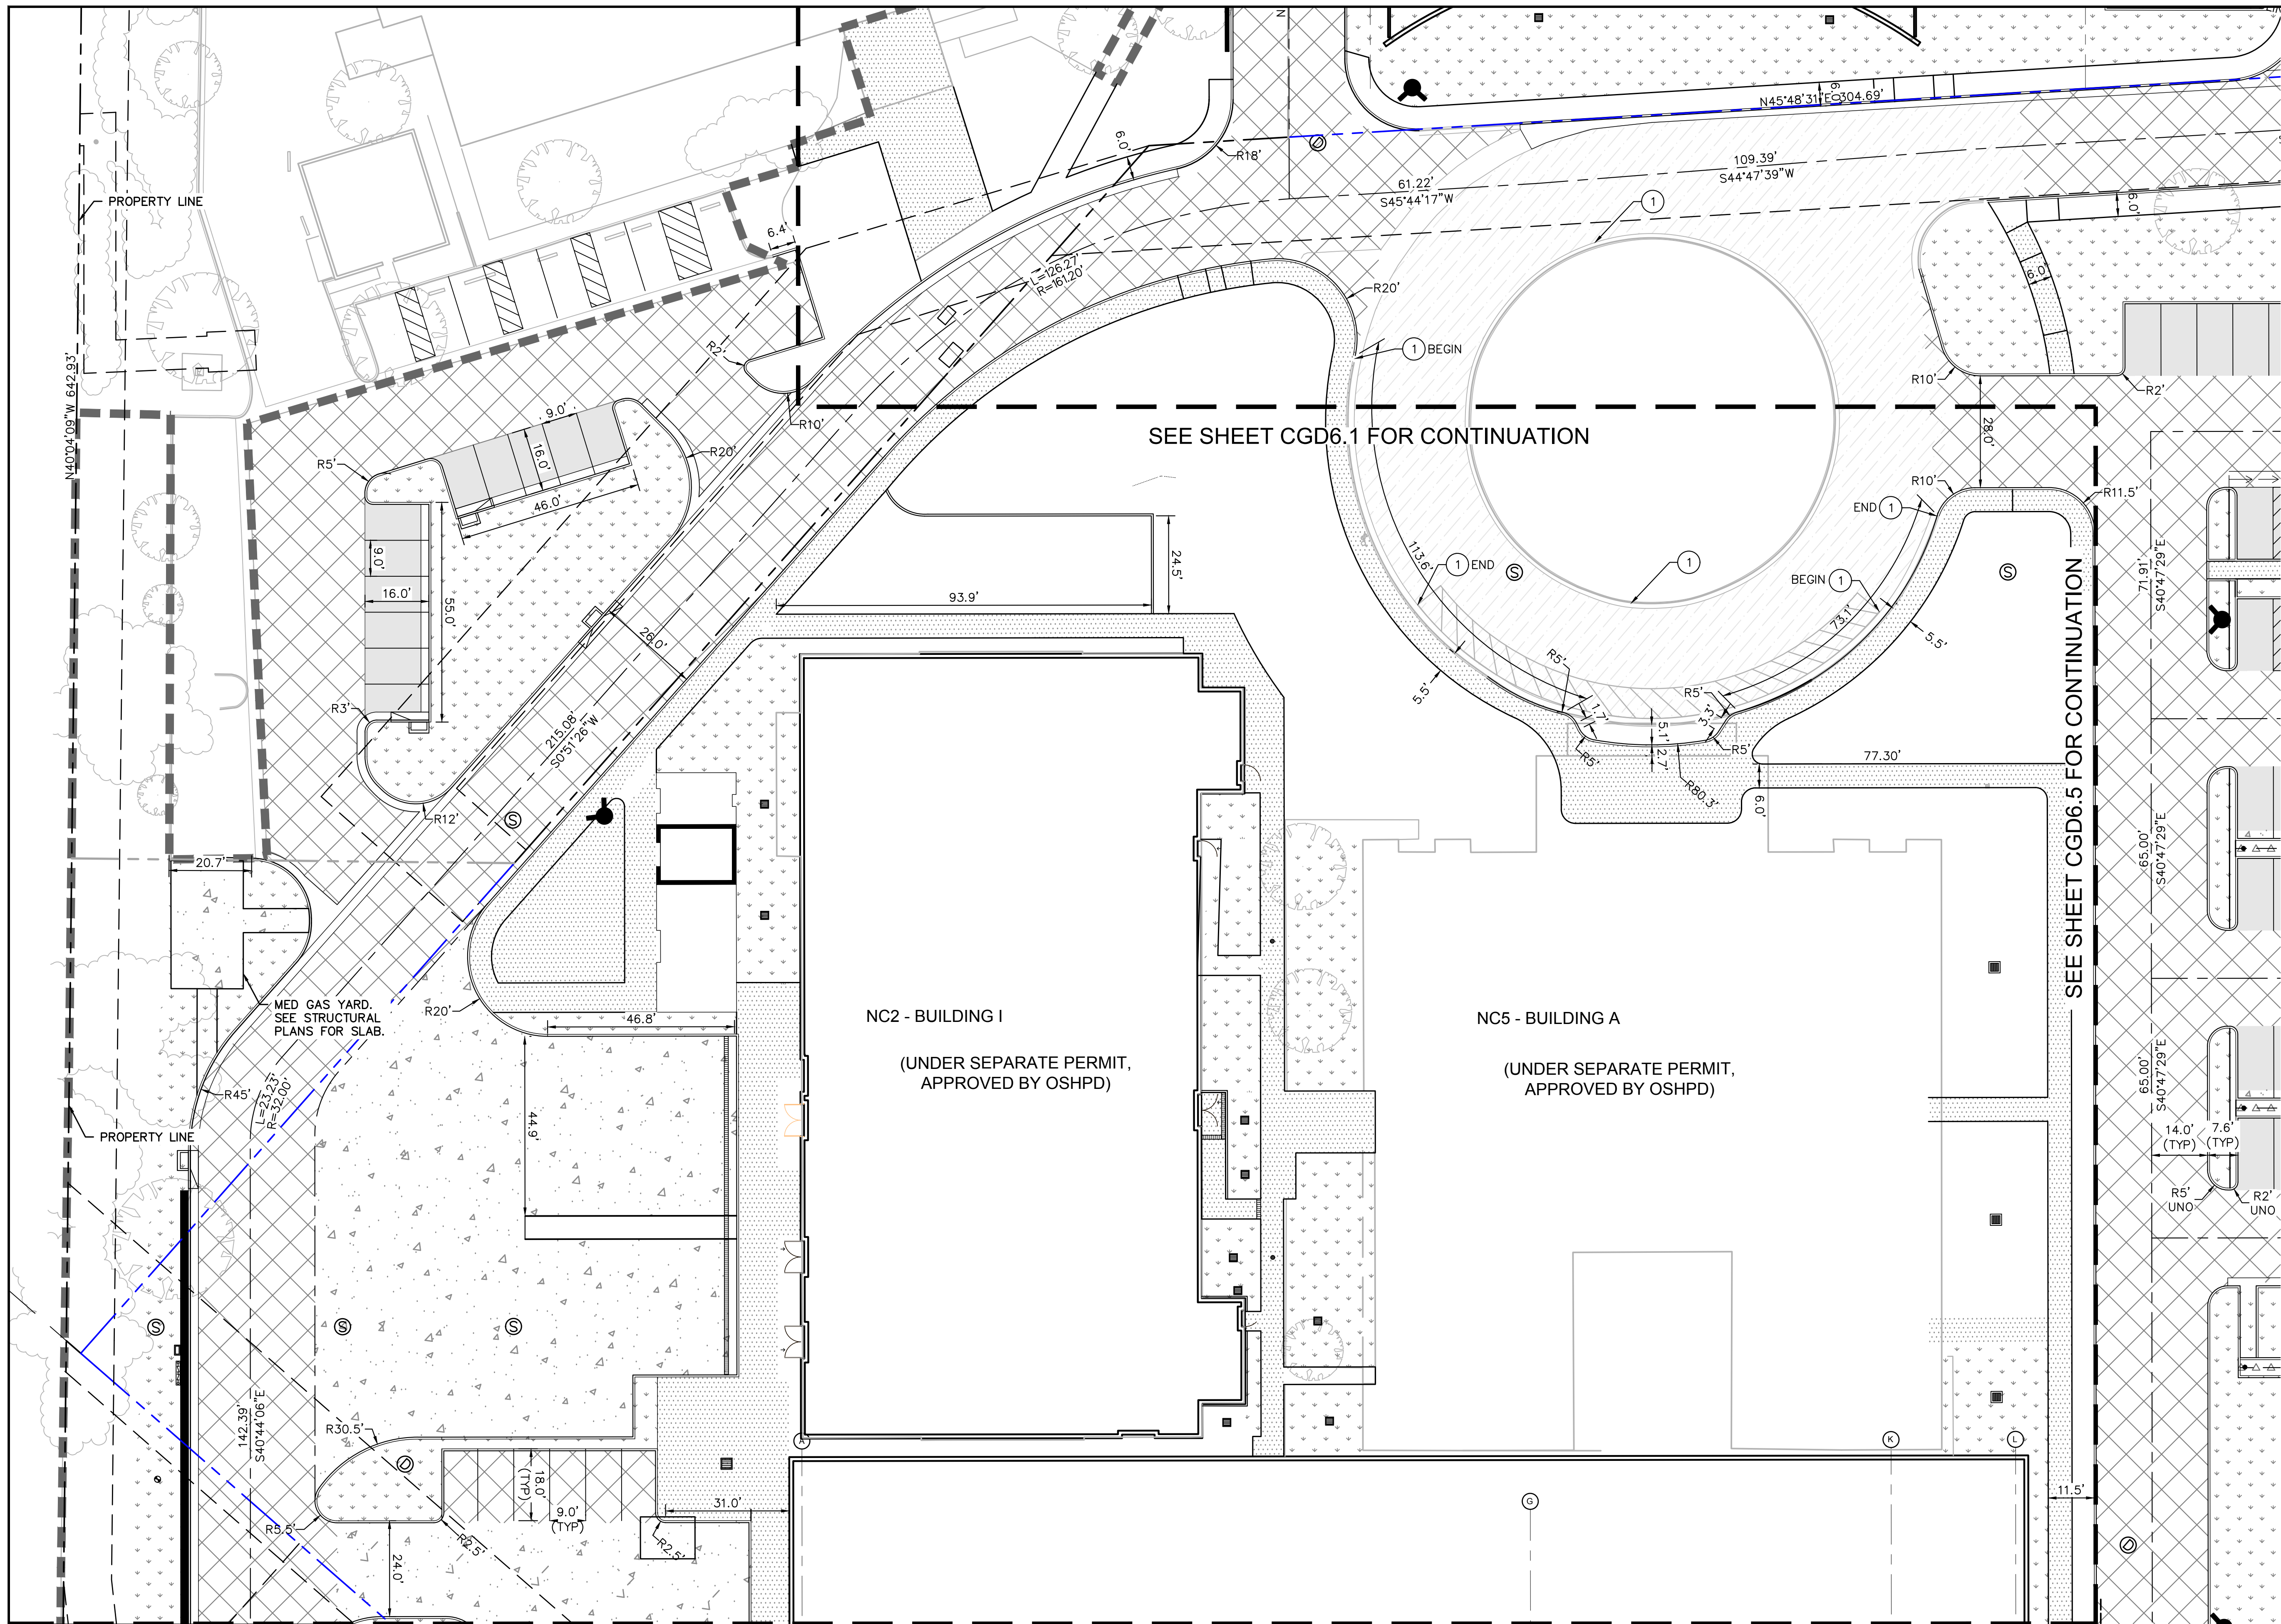 N
N45°48'31"E 304.69'
6.0'
6.0'
R18'
109.39'
S44°47'39"W
61.22'
S45°44'17"W
PROPERTY LINE
1
6.0'
6.4'
6.0'
L=126.27'
R=161.20'
R20'
R2'
1 BEGIN
N40°04'09"W 642.93'
R10'
R2'
9.0'
R10'
SEE SHEET CGD6.1 FOR CONTINUATION
28.0'
R5'
16.0'
R20'
46.0'
R10'
R11.5'
END 1
9.0'
24.5'
113.6'
1 END
S
1
S
BEGIN 1
71.91'
S40°47'29"E
16.0'
55.0'
93.9'
73.1'
26.0'
5.5'
R5'
5.5'
R5'
R3'
1.7'
3.3'
5.1'
215.08'
S0°51'26"W
R5'
2.7'
R5'
77.30'
R80.3'
6.0'
SEE SHEET CGD6.5 FOR CONTINUATION
R12'
S
20.7'
65.00'
S40°47'29"E
MED GAS YARD.
SEE STRUCTURAL
PLANS FOR SLAB.
R20'
46.8'
NC2 - BUILDING I
(UNDER SEPARATE PERMIT,
APPROVED BY OSHPD)
NC5 - BUILDING A
(UNDER SEPARATE PERMIT,
APPROVED BY OSHPD)
65.00'
S40°47'29"E
R45'
L=23.23'
R=32.00'
44.9'
PROPERTY LINE
14.0'
(TYP)
7.6'
(TYP)
R5'
UNO
R2'
UNO
S
S
S
142.39'
S40°44'06"E
R30.5'
A
K
L
D
18.0'
(TYP)
31.0'
G
11.5'
9.0'
(TYP)
R5.5'
R2.5'
R2.5'
24.0'
D
D